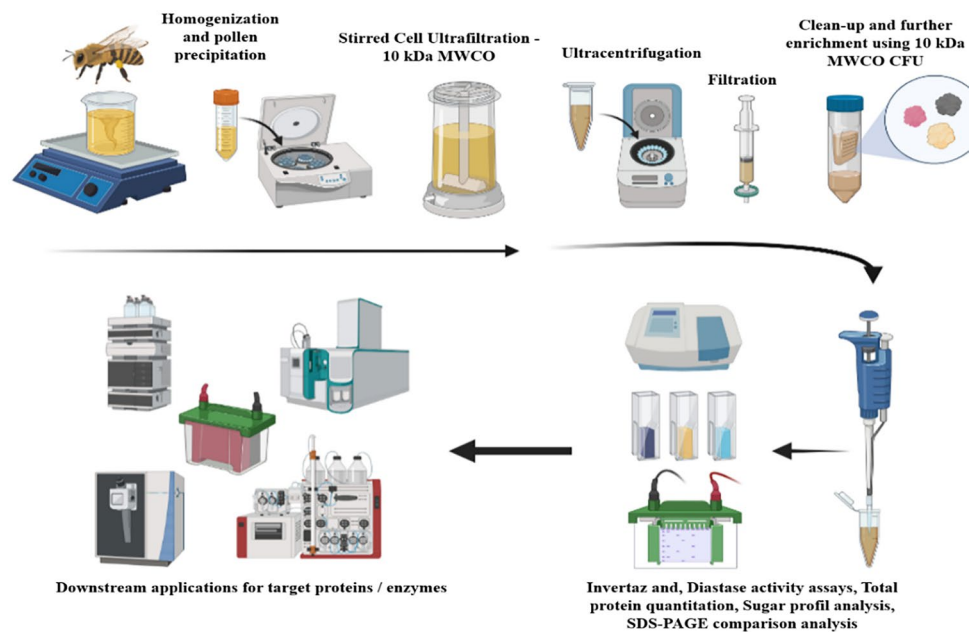 Homogenization
and pollen
precipitation
Stirred Cell Ultrafiltration -
10 kDa MWCO
Ultracentrifugation
Filtration
Clean-up and further
enrichment using 10 kDa
MWCO CFU
Downstream applications for target proteins / enzymes
Invertaz and, Diastase activity assays, Total
protein quantitation, Sugar profil analysis,
SDS-PAGE comparison analysis